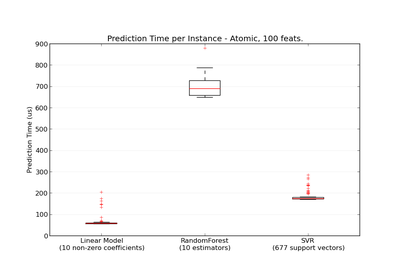 Prediction Time per Instance - Atomic, 100 feats.
900
800
700
600
500
400
300
200
100
0
Prediction Time (us)
Linear Model
(10 non-zero coefficients)
RandomForest
(10 estimators)
SVR
(677 support vectors)